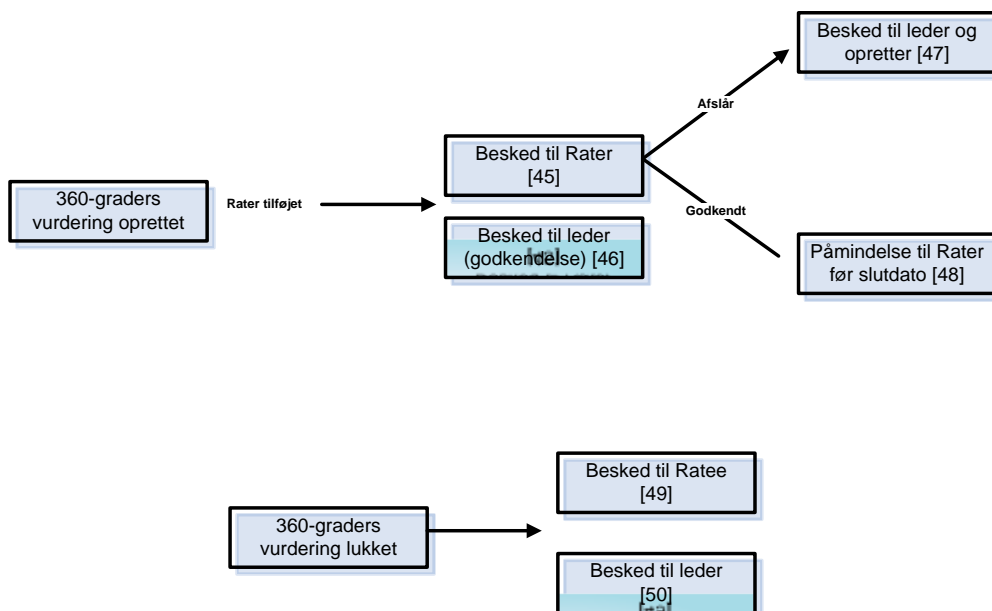 Besked til leder og
opretter [47]
Afslår
Besked til Rater
[45]
360-graders
vurdering oprettet
Rater tilføjet
Godkendt
Besked til leder
(godkendelse) [46]
Påmindelse til Rater
før slutdato [48]
Besked til Ratee
[49]
360-graders
vurdering lukket
Besked til leder
[50]